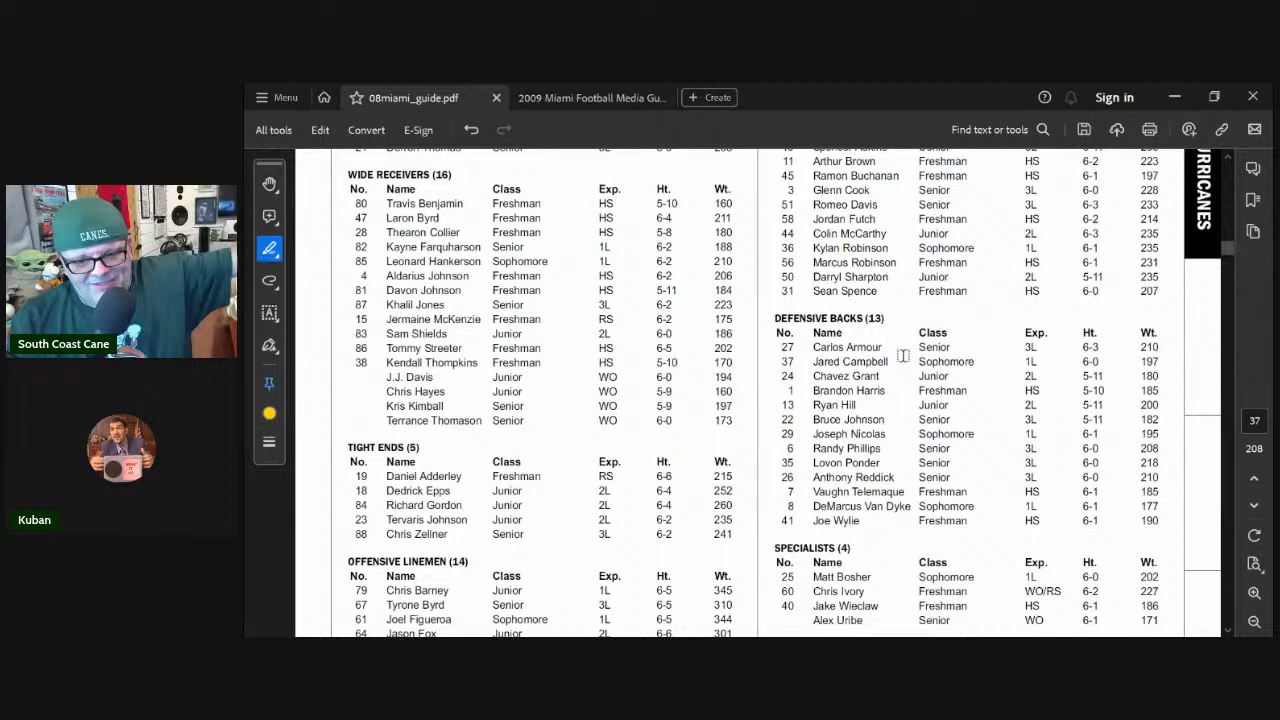 Menu
08miami_guide.pdf
2009 Miami Football Media Gu...
Create
Sign in
All tools
Edit
Convert
E-Sign
Find text or tools
WIDE RECEIVERS (16)
No. Name Class Exp. Ht. Wt.
80 Travis Benjamin Freshman HS 5-10 160
47 Laron Byrd Freshman HS 6-4 211
28 Thearon Collier Freshman HS 5-8 180
82 Kayne Farquharson Senior 1L 6-2 188
85 Leonard Hankerson Sophomore 1L 6-2 210
4 Aldarius Johnson Freshman HS 6-2 206
81 Davon Johnson Freshman HS 5-11 184
87 Khalil Jones Senior 3L 6-2 223
15 Jermaine McKenzie Freshman RS 6-2 175
83 Sam Shields Junior 2L 6-0 186
86 Tommy Streeter Freshman HS 6-5 202
38 Kendall Thompkins Freshman HS 5-10 170
J.J. Davis Junior WO 6-0 194
Chris Hayes Junior WO 5-9 160
Kris Kimball Senior WO 5-9 197
Terrance Thomason Senior WO 6-0 173
TIGHT ENDS (5)
No. Name Class Exp. Ht. Wt.
19 Daniel Adderley Freshman RS 6-6 215
18 Dedrick Epps Junior 2L 6-4 252
84 Richard Gordon Junior 2L 6-4 260
23 Tervaris Johnson Junior 2L 6-2 235
88 Chris Zellner Senior 3L 6-2 241
OFFENSIVE LINEMEN (14)
No. Name Class Exp. Ht. Wt.
79 Chris Barney Junior 1L 6-5 345
67 Tyrone Byrd Senior 3L 6-5 310
61 Joel Figueroa Sophomore 1L 6-5 344
64 Jason Fox Junior 2L 6-6 301
11 Arthur Brown Freshman HS 6-2 223
45 Ramon Buchanan Freshman HS 6-1 197
3 Glenn Cook Senior 3L 6-0 228
51 Romeo Davis Senior 3L 6-3 233
58 Jordan Futch Freshman HS 6-2 214
44 Colin McCarthy Junior 2L 6-3 235
36 Kylan Robinson Sophomore 1L 6-1 235
56 Marcus Robinson Freshman HS 6-1 231
50 Darryl Sharpton Junior 2L 5-11 235
31 Sean Spence Freshman HS 6-0 207
DEFENSIVE BACKS (13)
No. Name Class Exp. Ht. Wt.
27 Carlos Armour Senior 3L 6-3 210
37 Jared Campbell Sophomore 1L 6-0 197
24 Chavez Grant Junior 2L 5-11 180
1 Brandon Harris Freshman HS 5-10 185
13 Ryan Hill Junior 2L 5-11 200
22 Bruce Johnson Senior 3L 5-11 182
29 Joseph Nicolas Sophomore 1L 6-1 195
6 Randy Phillips Senior 3L 6-0 208
35 Lovon Ponder Senior 3L 6-0 218
26 Anthony Reddick Senior 3L 6-0 210
7 Vaughn Telemaque Freshman HS 6-1 185
8 DeMarcus Van Dyke Sophomore 1L 6-1 177
41 Joe Wylie Freshman HS 6-1 190
SPECIALISTS (4)
No. Name Class Exp. Ht. Wt.
25 Matt Bosher Sophomore 1L 6-0 202
60 Chris Ivory Freshman WO/RS 6-2 227
40 Jake Wieclaw Freshman HS 6-1 186
Alex Uribe Senior WO 6-1 171
37
208
CANES
South Coast Cane
Kuban